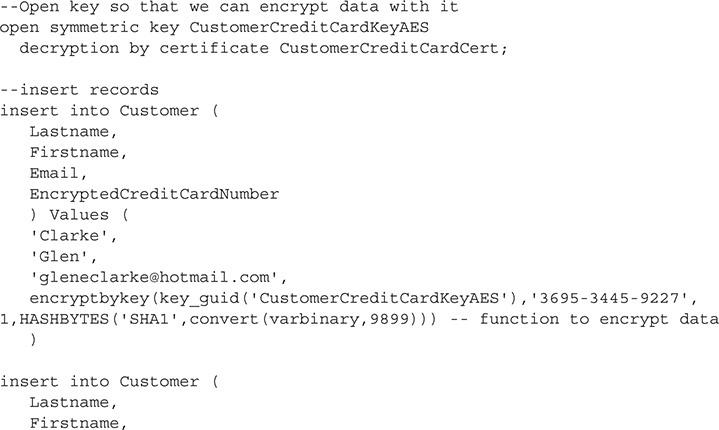 --Open key so that we can encrypt data with it
open symmetric key CustomerCreditCardKeyAES
  decryption by certificate CustomerCreditCardCert;

--insert records
insert into Customer (
   Lastname,
   Firstname,
   Email,
   EncryptedCreditCardNumber
   ) Values (
   'Clarke',
   'Glen',
   'gleneclarke@hotmail.com',
   encryptbykey(key_guid('CustomerCreditCardKeyAES'),'3695-3445-9227',
1,HASHBYTES('SHA1',convert(varbinary,9899))) -- function to encrypt data
   )

insert into Customer (
   Lastname,
   Firstname,